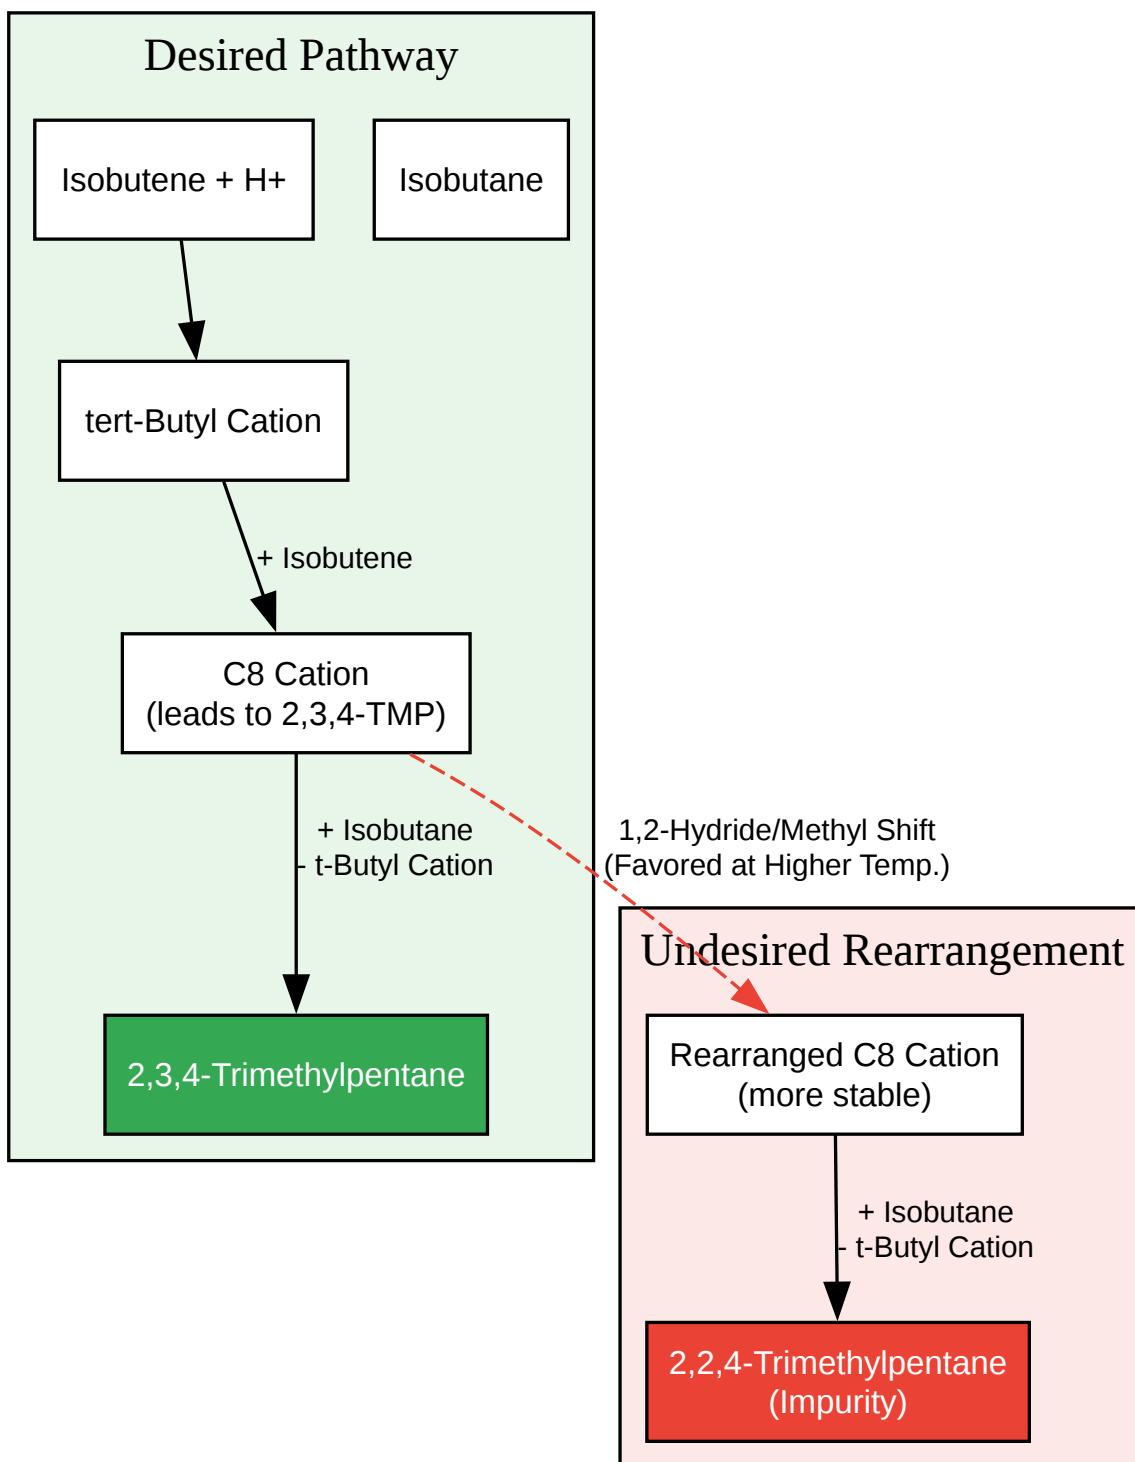 Desired Pathway
Isobutene + H+
Isobutane
tert-Butyl Cation
+ Isobutene
C8 Cation
(leads to 2,3,4-TMP)
+ Isobutane
- t-Butyl Cation
1,2-Hydride/Methyl Shift
(Favored at Higher Temp.)
Undesired Rearrangement
2,3,4-Trimethylpentane
Rearranged C8 Cation
(more stable)
+ Isobutane
- t-Butyl Cation
2,2,4-Trimethylpentane
(Impurity)